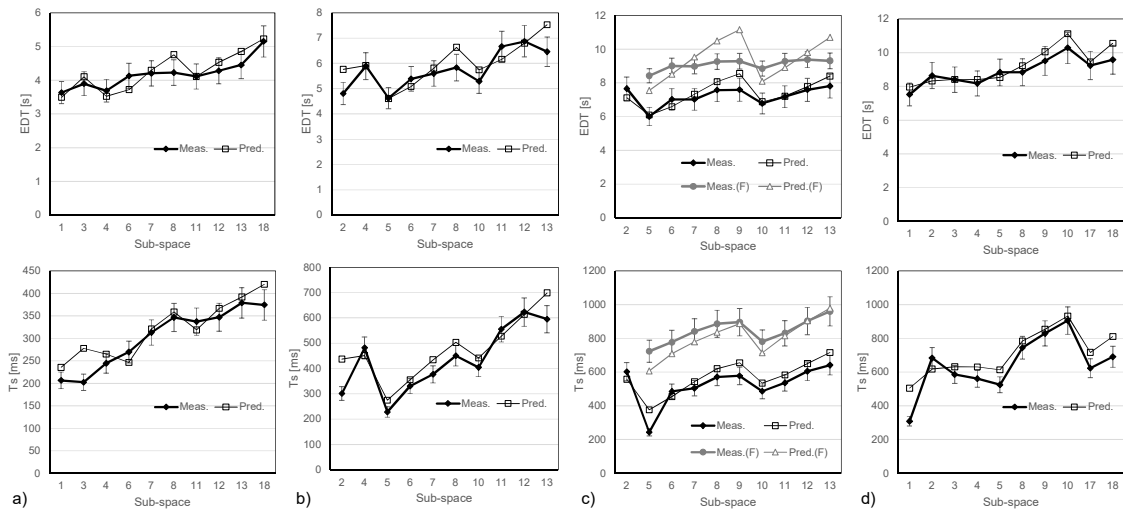 6
5
4
3
2
1
0
EDT [s]
Meas. Pred.
1 3 4 6 7 8 11 12 13 18
Sub-space
8
7
6
5
4
3
2
1
0
EDT [s]
Meas. Pred.
2 4 5 6 7 8 10 11 12 13
Sub-space
12
10
8
6
4
2
0
EDT [s]
Meas. Pred.
Meas.(F) Pred.(F)
2 5 6 7 8 9 10 11 12 13
Sub-space
12
10
8
6
4
2
0
EDT [s]
Meas. Pred.
1 2 3 4 5 8 9 10 17 18
Sub-space
450
400
350
300
250
200
150
100
50
0
Ts [ms]
Meas. Pred.
1 3 4 6 7 8 11 12 13 18
Sub-space
a)
800
700
600
500
400
300
200
100
0
Ts [ms]
Meas. Pred.
2 4 5 6 7 8 10 11 12 13
Sub-space
b)
1200
1000
800
600
400
200
0
Ts [ms]
Meas. Pred.
Meas.(F) Pred.(F)
2 5 6 7 8 9 10 11 12 13
Sub-space
c)
1200
1000
800
600
400
200
0
Ts [ms]
Meas. Pred.
1 2 3 4 5 8 9 10 17 18
Sub-space
d)